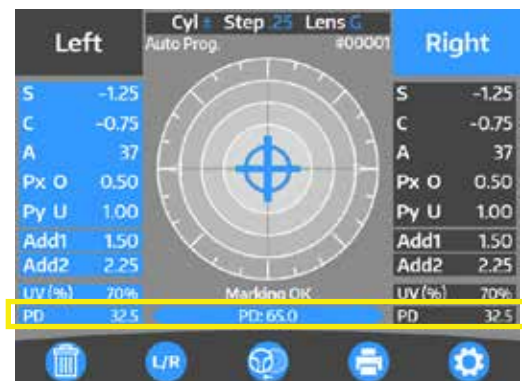 Cyl ± Step .25 Lens G
Left
Auto Prog.
#00001
Right
S -1.25
S -1.25
C -0.75
C -0.75
A 37
A 37
Px O 0.50
Px O 0.50
Py U 1.00
Py U 1.00
Add1 1.50
Add1 1.50
Add2 2.25
Add2 2.25
UV (%) 70%
Marking OK
UV (%) 70%
PD 32.5
PD: 65.0
PD 32.5
L/R